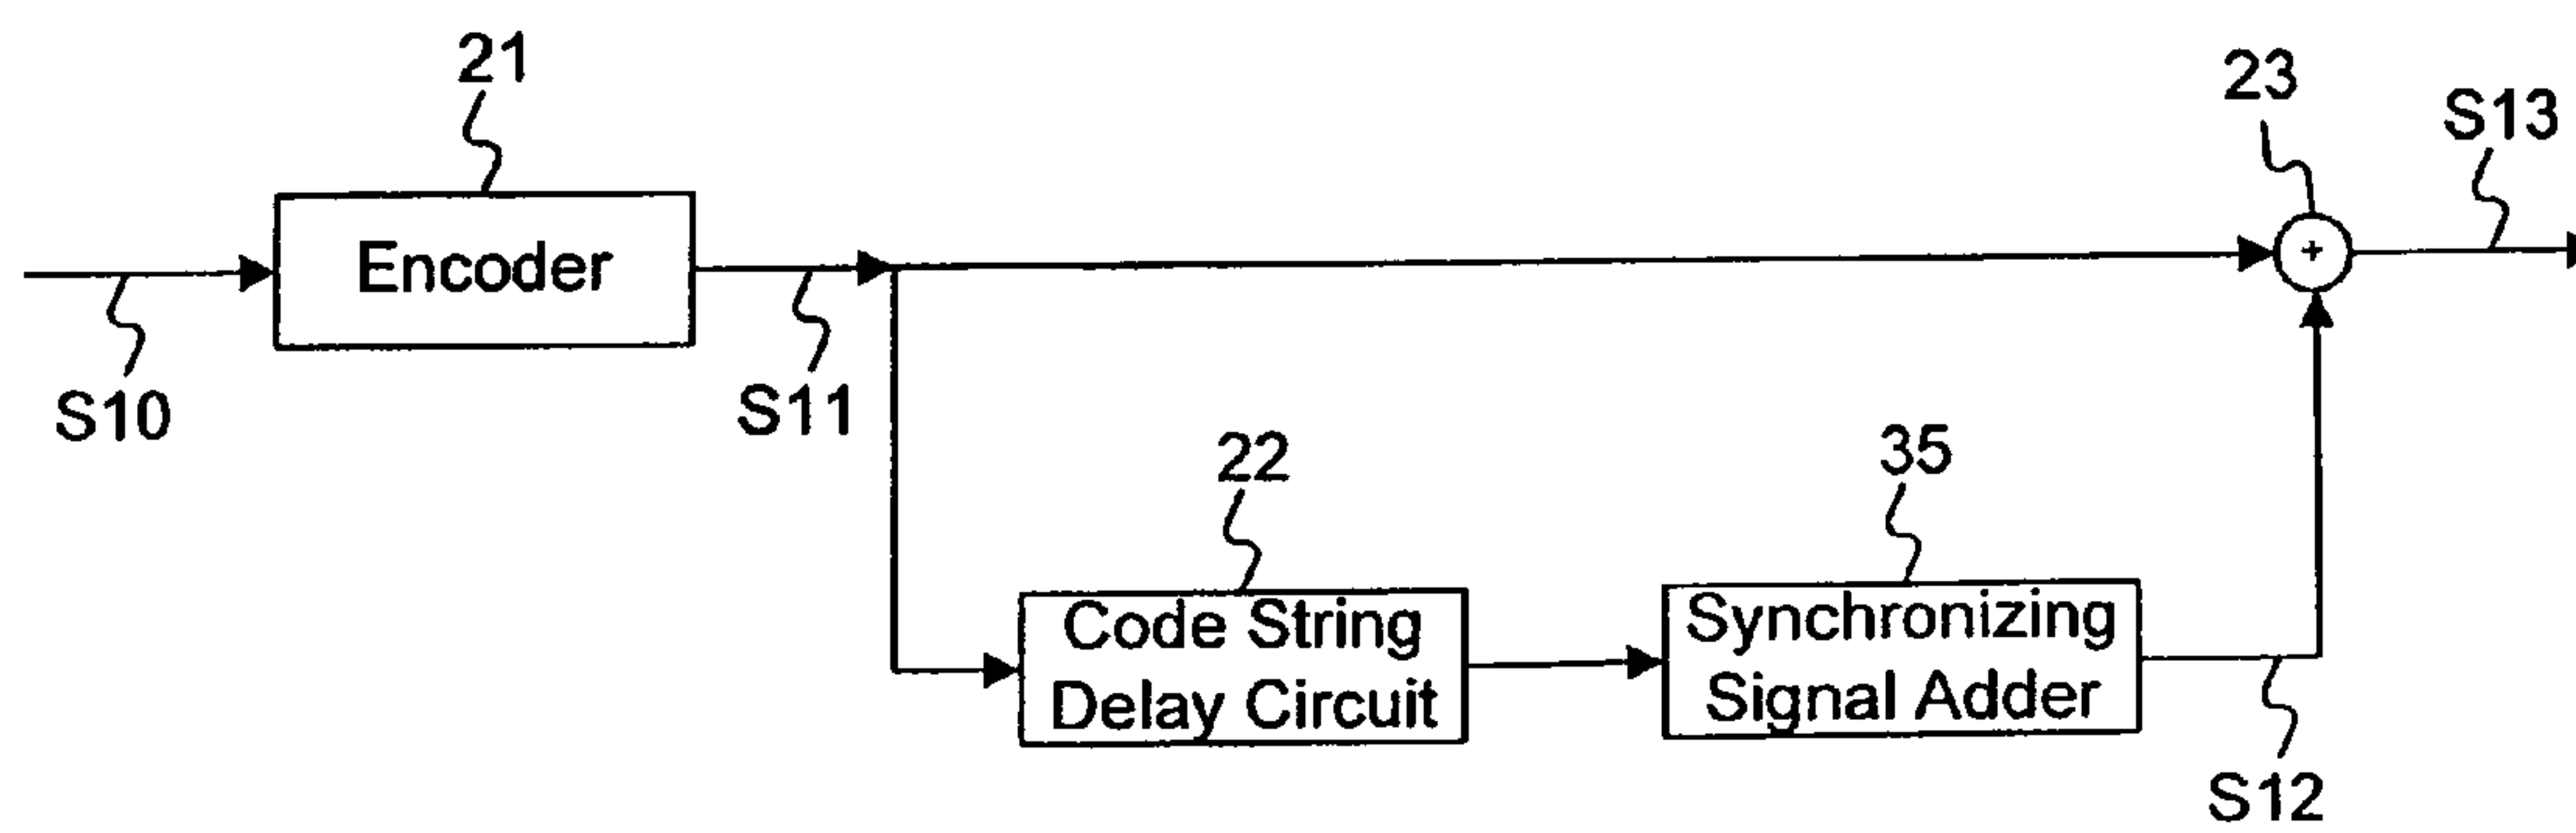 21
23
S13
Encoder
+
S10
S11
22
35
Code String
Delay Circuit
Synchronizing
Signal Adder
S12